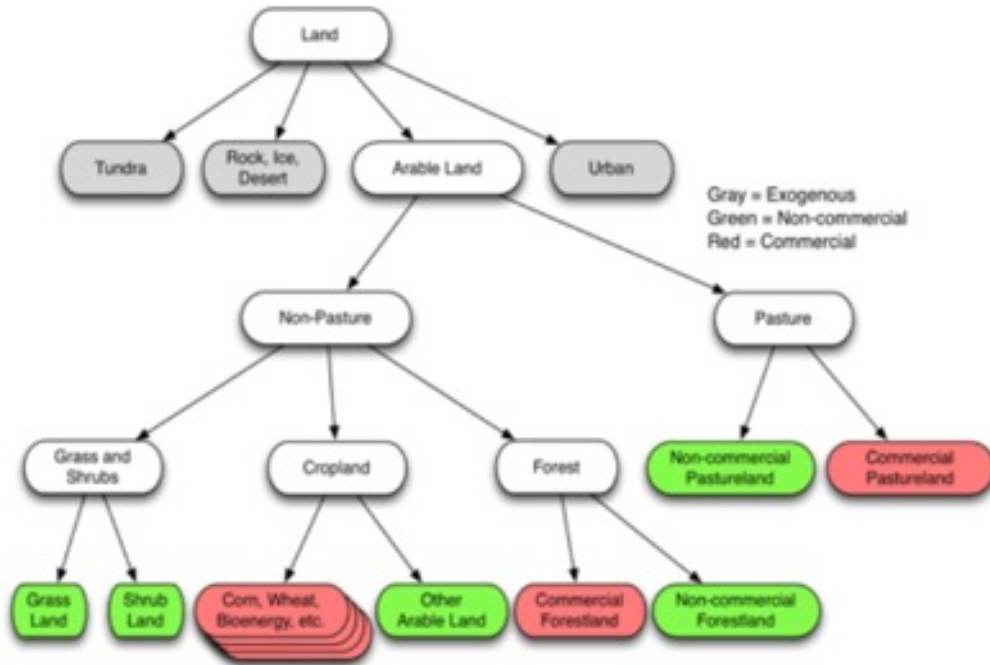 Land
Tundra
Rock, Ice,
Desert
Arable Land
Urban
Gray = Exogenous
Green = Non-commercial
Red = Commercial
Non-Pasture
Pasture
Grass and
Shrubs
Cropland
Forest
Non-commercial
Pastureland
Commercial
Pastureland
Grass
Land
Shrub
Land
Corn, Wheat,
Bioenergy, etc.
Other
Arable Land
Commercial
Forestland
Non-commercial
Forestland